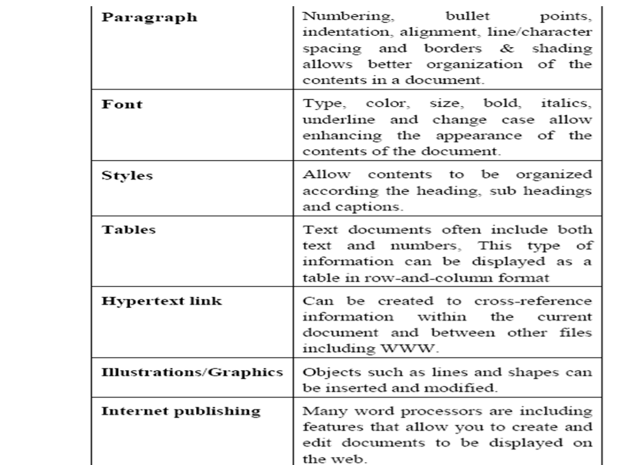 Paragraph
Numbering, bullet points,
indentation, alignment, line/character
spacing and borders & shading
allows better organization of the
contents in a document.
Font
Type, color, size, bold, italics,
underline and change case allow
enhancing the appearance of the
contents of the document.
Styles
Allow contents to be organized
according the heading, sub headings
and captions.
Tables
Text documents often include both
text and numbers, This type of
information can be displayed as a
table in row-and-column format
Hypertext link
Can be created to cross-reference
information within the current
document and between other files
including WWW.
Illustrations/Graphics
Objects such as lines and shapes can
be inserted and modified.
Internet publishing
Many word processors are including
features that allow you to create and
edit documents to be displayed on
the web.